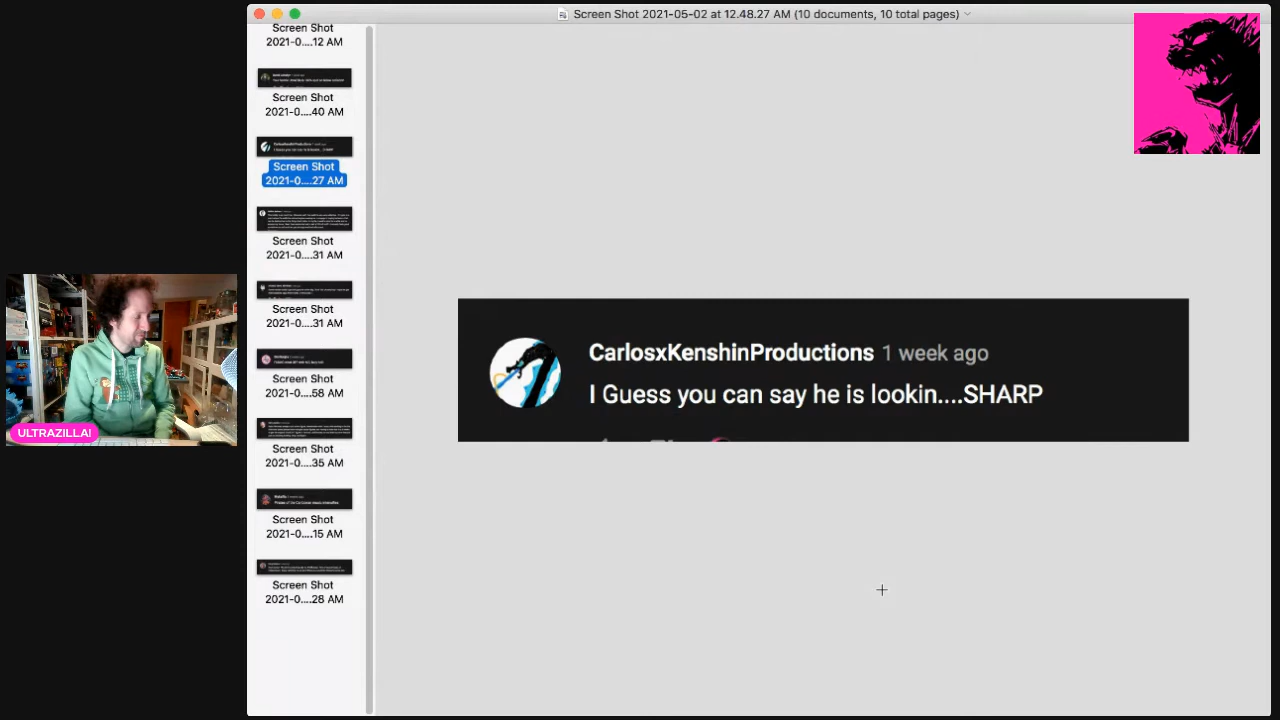 Screen Shot 2021-05-02 at 12.48.27 AM (10 documents, 10 total pages)
Screen Shot
2021-0....12 AM
Screen Shot
2021-0....40 AM
Screen Shot
2021-0....27 AM
Screen Shot
2021-0....31 AM
Screen Shot
2021-0....31 AM
Screen Shot
2021-0....58 AM
Screen Shot
2021-0....35 AM
Screen Shot
2021-0....15 AM
Screen Shot
2021-0....28 AM
CarlosxKenshinProductions 1 week ago
I Guess you can say he is lookin....SHARP
ULTRAZILLA!